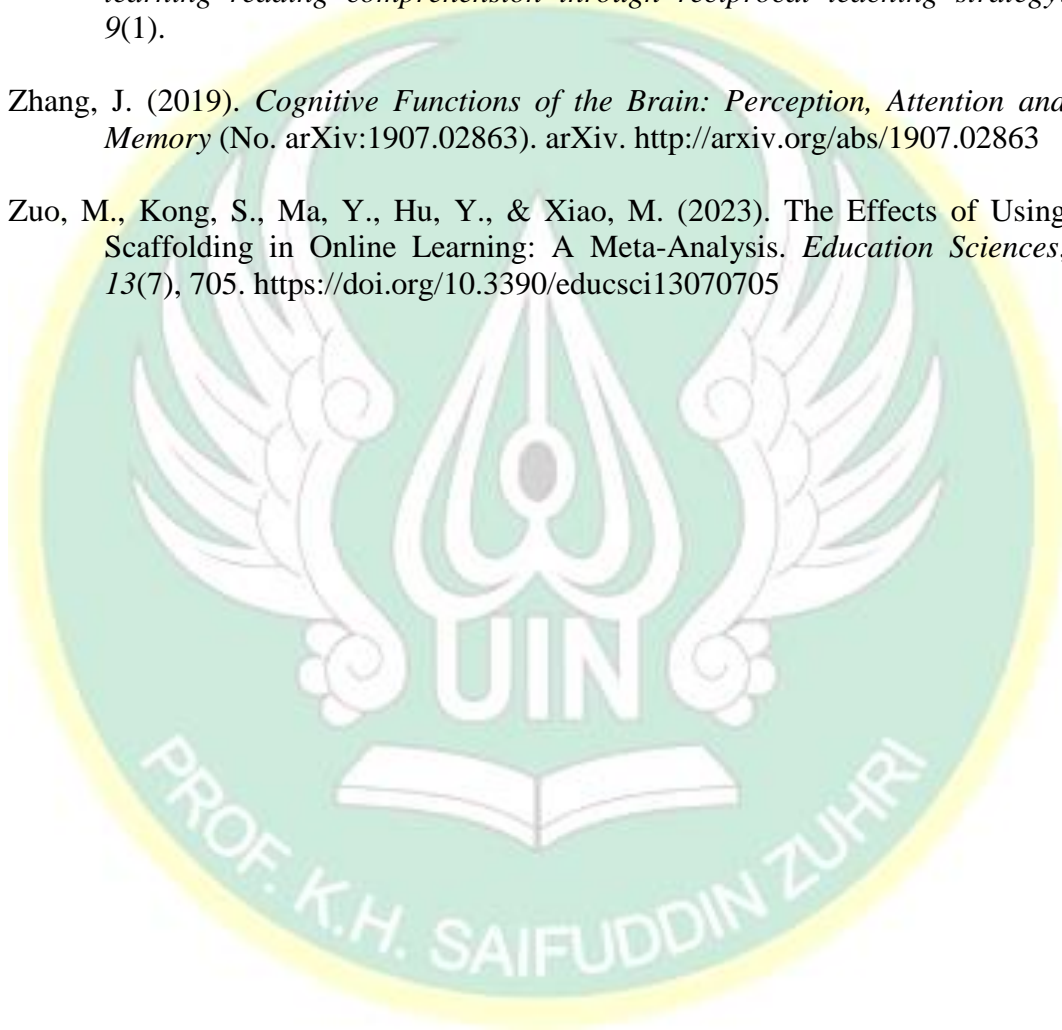 learning reading comprehension through reciprocal teaching strategy.
9(1).
Zhang, J. (2019). Cognitive Functions of the Brain: Perception, Attention and
Memory (No. arXiv:1907.02863). arXiv. http://arxiv.org/abs/1907.02863
Zuo, M., Kong, S., Ma, Y., Hu, Y., & Xiao, M. (2023). The Effects of Using
Scaffolding in Online Learning: A Meta-Analysis. Education Sciences,
13(7), 705. https://doi.org/10.3390/educsci13070705
UIN
PROF. K.H. SAIFUDDIN ZUHRI